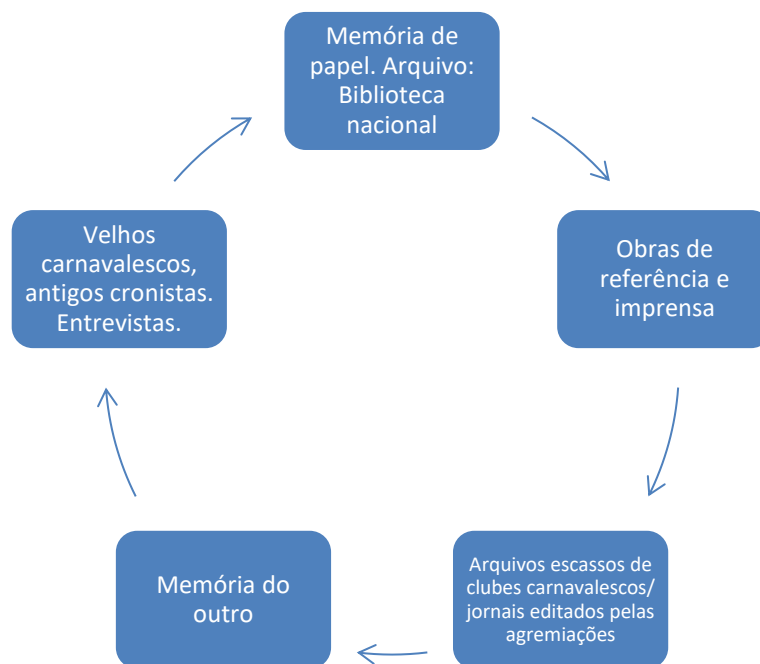 Memória de
papel. Arquivo:
Biblioteca
nacional
Obras de
referência e
imprensa
Arquivos escassos de
clubes carnavalescos/
jornais editados pelas
agremiações
Memória do
outro
Velhos
carnavalescos,
antigos cronistas.
Entrevistas.